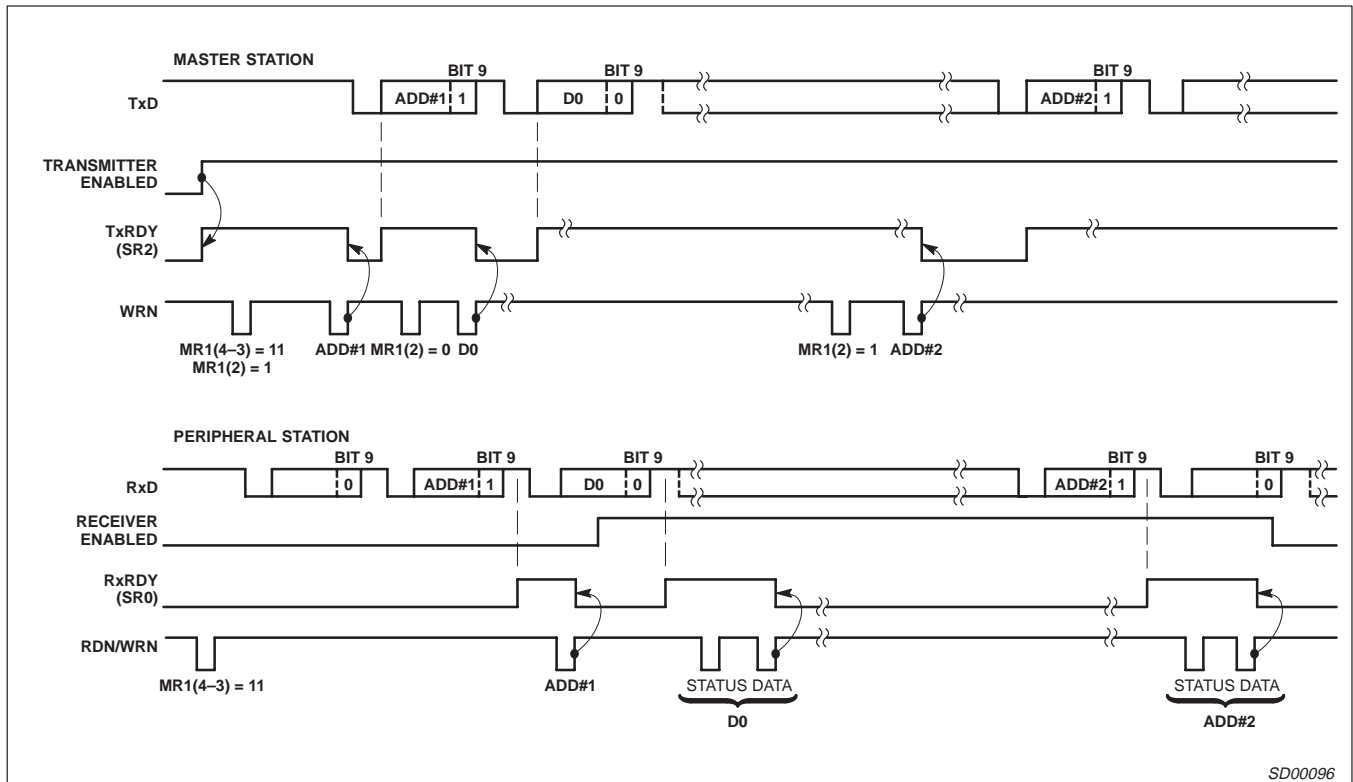 MASTER STATION
BIT 9 BIT 9 BIT 9
TxD ADD#1 1 D0 0 ADD#2 1
TRANSMITTER
ENABLED
TxRDY
(SR2)
WRN
MR1(4–3) = 11 ADD#1 MR1(2) = 0 D0 MR1(2) = 1 ADD#2
MR1(2) = 1
PERIPHERAL STATION
BIT 9 BIT 9 BIT 9 BIT 9 BIT 9
RxD 0 ADD#1 1 D0 0 ADD#2 1 0
RECEIVER
ENABLED
RxRDY
(SR0)
RDN/WRN
MR1(4–3) = 11 ADD#1 STATUS DATA STATUS DATA
D0 ADD#2
SD00096